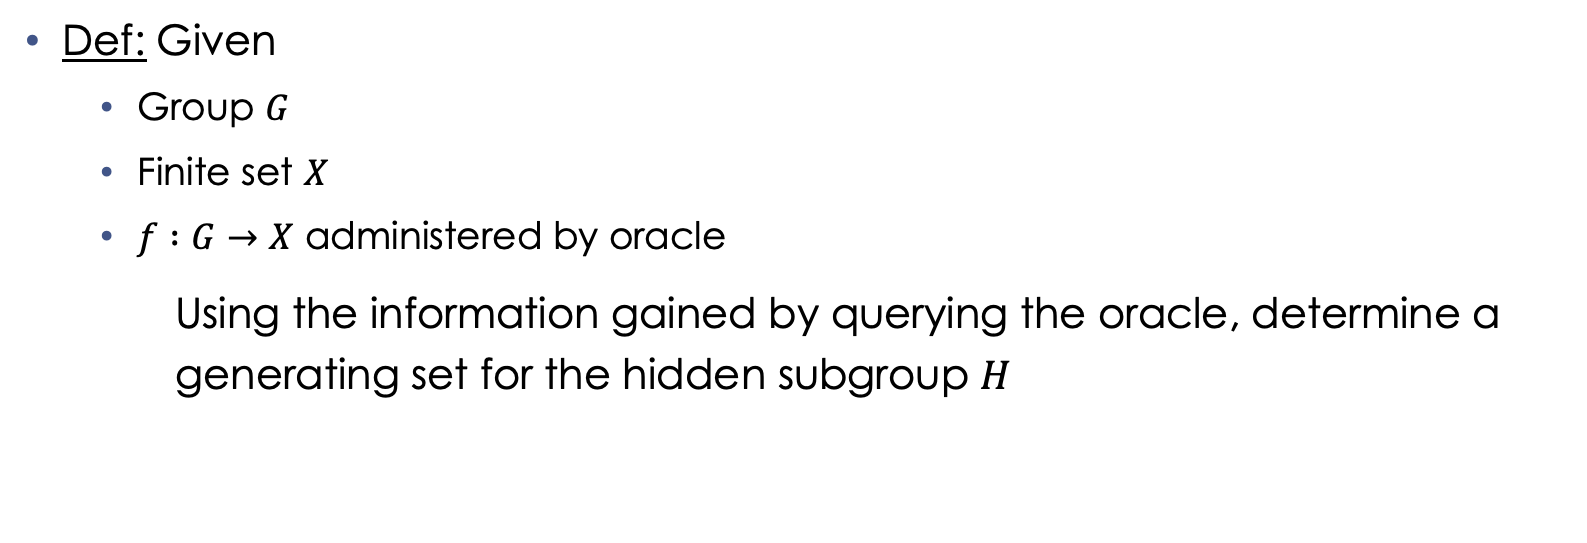 • Def: Given
• Group G
• Finite set X
• f : G → X administered by oracle
Using the information gained by querying the oracle, determine a
generating set for the hidden subgroup H